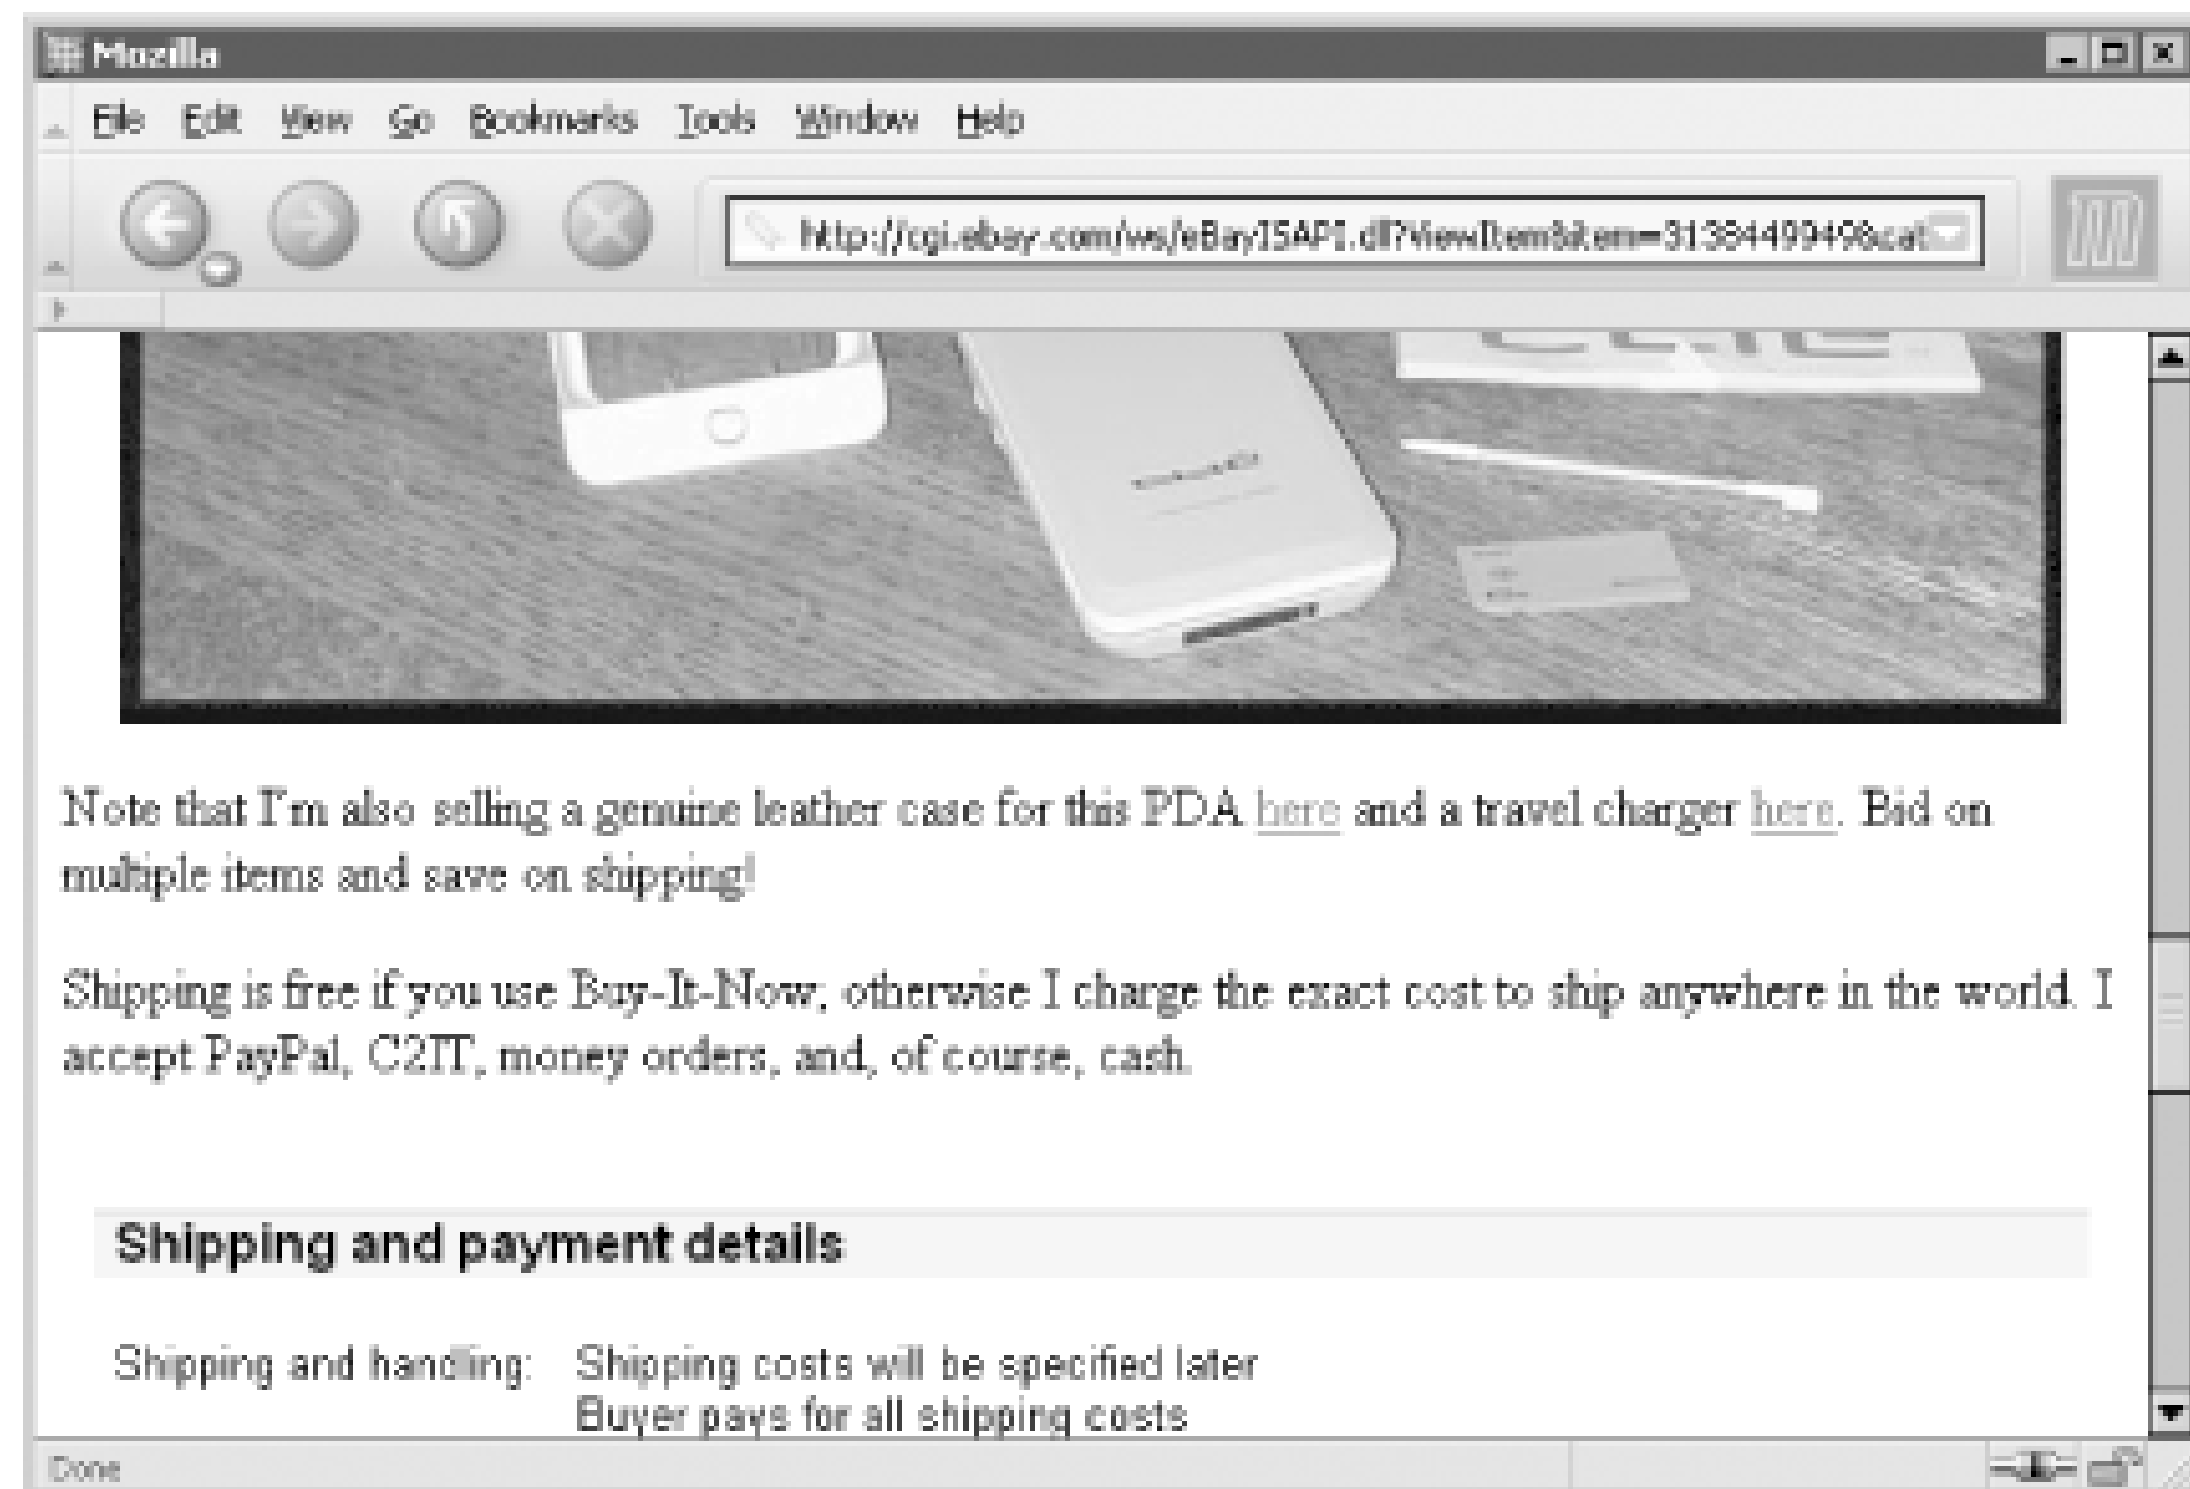 Mozilla
File Edit View Go Bookmarks Tools Window Help
http://cgi.ebay.com/ws/eBayISAPI.dll?ViewItem&item=3138449949&cat
Note that I'm also selling a genuine leather case for this PDA here and a travel charger here. Bid on
multiple items and save on shipping!
Shipping is free if you use Buy-It-Now; otherwise I charge the exact cost to ship anywhere in the world. I
accept PayPal, C2IT, money orders, and, of course, cash.
Shipping and payment details
Shipping and handling: Shipping costs will be specified later
Buyer pays for all shipping costs
Done